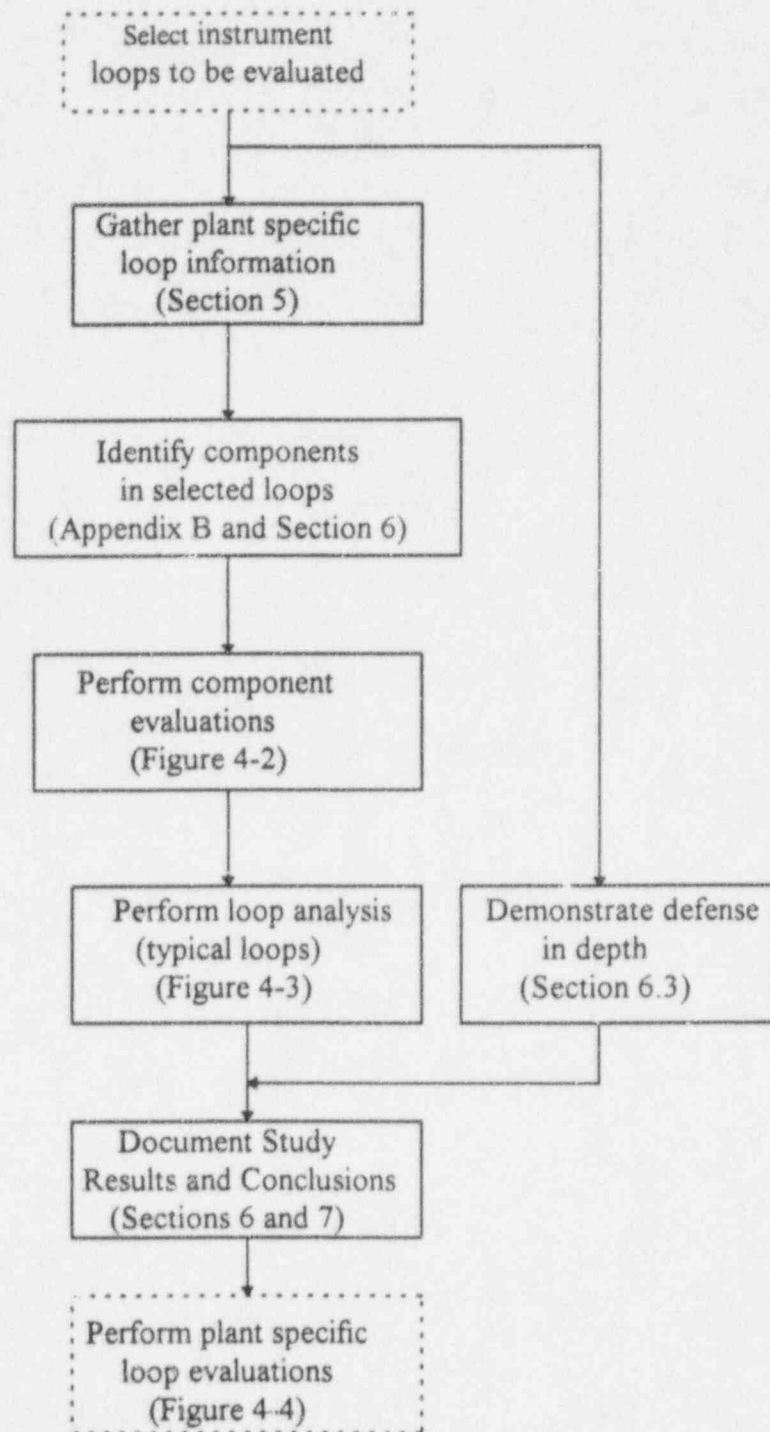 Select instrument
loops to be evaluated
Gather plant specific
loop information
(Section 5)
Identify components
in selected loops
(Appendix B and Section 6)
Perform component
evaluations
(Figure 4-2)
Perform loop analysis
(typical loops)
(Figure 4-3)
Demonstrate defense
in depth
(Section 6.3)
Document Study
Results and Conclusions
(Sections 6 and 7)
Perform plant specific
loop evaluations
(Figure 4-4)